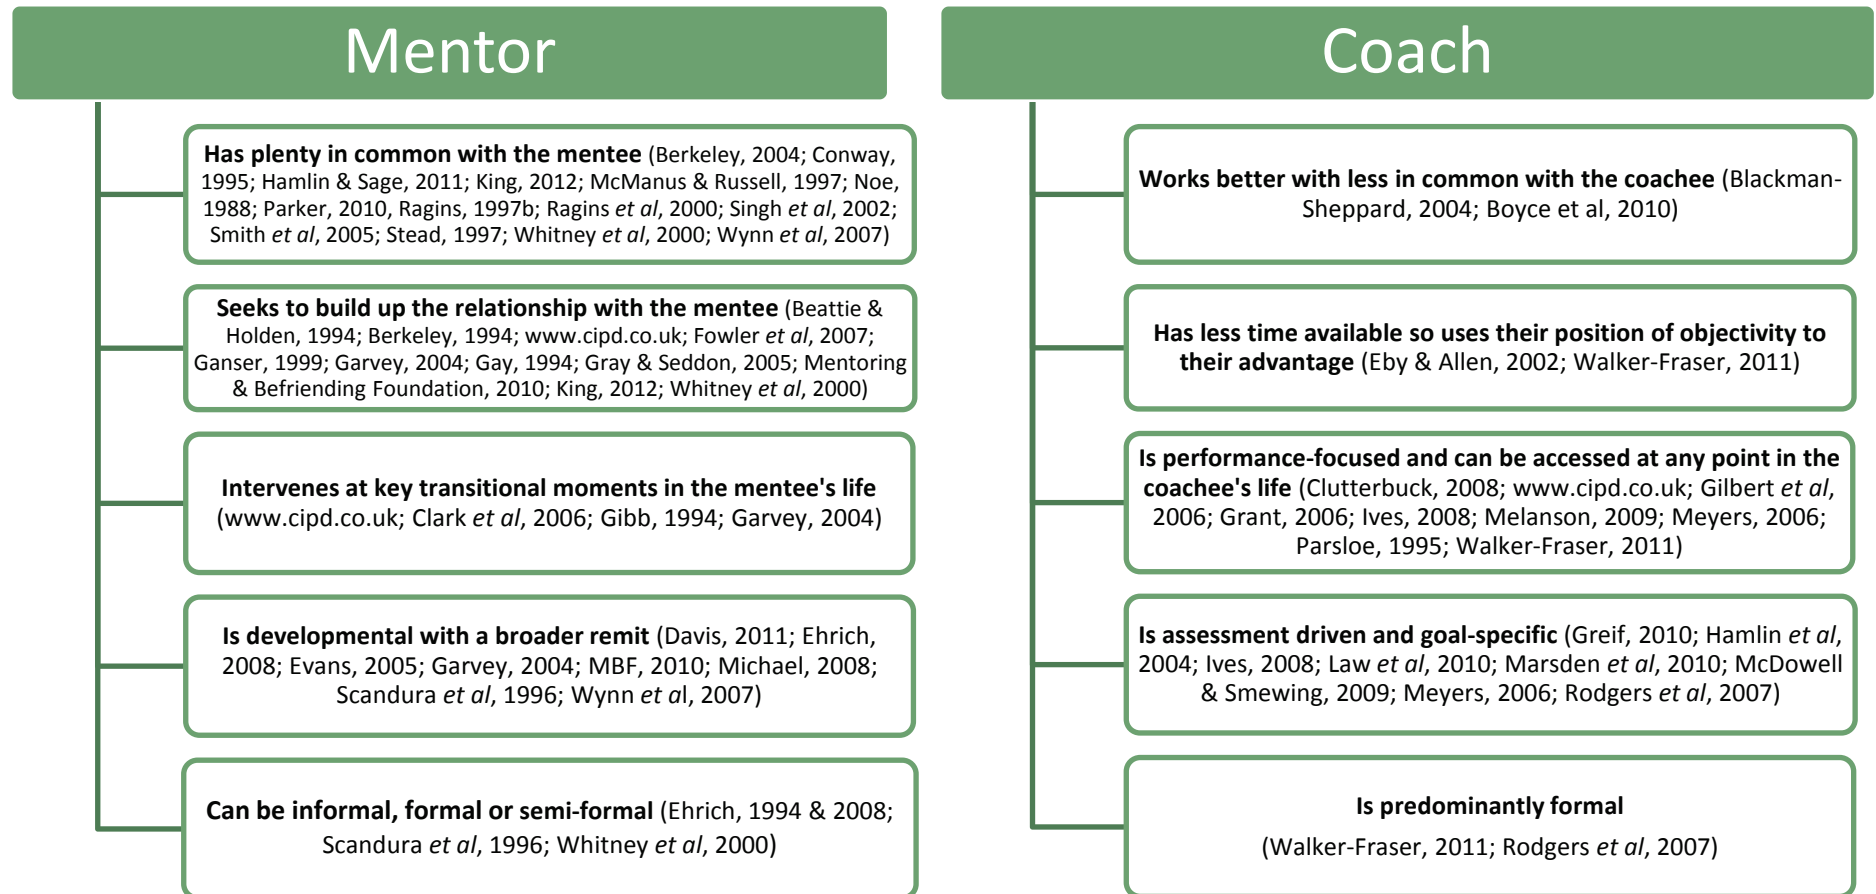 Mentor
Has plenty in common with the mentee (Berkeley, 2004; Conway,
1995; Hamlin & Sage, 2011; King, 2012; McManus & Russell, 1997; Noe,
1988; Parker, 2010, Ragins, 1997b; Ragins et al, 2000; Singh et al, 2002;
Smith et al, 2005; Stead, 1997; Whitney et al, 2000; Wynn et al, 2007)
Seeks to build up the relationship with the mentee (Beattie &
Holden, 1994; Berkeley, 1994; www.cipd.co.uk; Fowler et al, 2007;
Ganser, 1999; Garvey, 2004; Gay, 1994; Gray & Seddon, 2005; Mentoring
& Befriending Foundation, 2010; King, 2012; Whitney et al, 2000)
Intervenes at key transitional moments in the mentee's life
(www.cipd.co.uk; Clark et al, 2006; Gibb, 1994; Garvey, 2004)
Is developmental with a broader remit (Davis, 2011; Ehrich,
2008; Evans, 2005; Garvey, 2004; MBF, 2010; Michael, 2008;
Scandura et al, 1996; Wynn et al, 2007)
Can be informal, formal or semi-formal (Ehrich, 1994 & 2008;
Scandura et al, 1996; Whitney et al, 2000)
Coach
Works better with less in common with the coachee (Blackman-
Sheppard, 2004; Boyce et al, 2010)
Has less time available so uses their position of objectivity to
their advantage (Eby & Allen, 2002; Walker-Fraser, 2011)
Is performance-focused and can be accessed at any point in the
coachee's life (Clutterbuck, 2008; www.cipd.co.uk; Gilbert et al,
2006; Grant, 2006; Ives, 2008; Melanson, 2009; Meyers, 2006;
Parsloe, 1995; Walker-Fraser, 2011)
Is assessment driven and goal-specific (Greif, 2010; Hamlin et al,
2004; Ives, 2008; Law et al, 2010; Marsden et al, 2010; McDowell
& Smewing, 2009; Meyers, 2006; Rodgers et al, 2007)
Is predominantly formal
(Walker-Fraser, 2011; Rodgers et al, 2007)